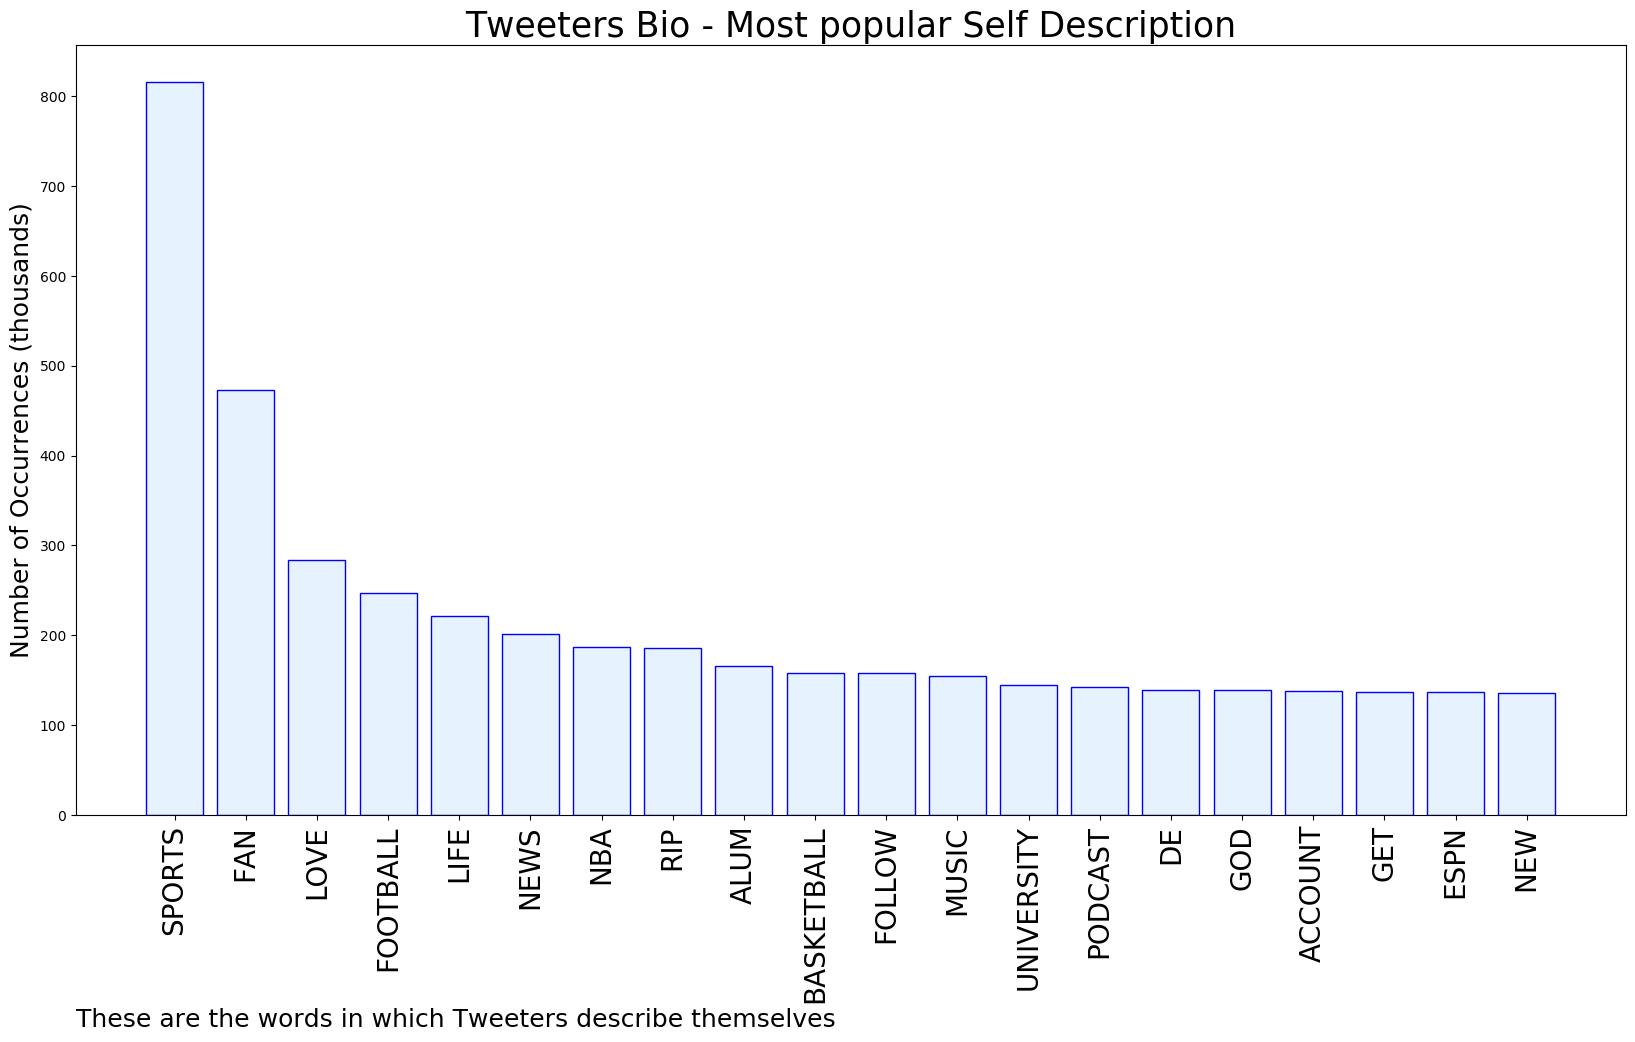 Tweeters Bio - Most popular Self Description
Number of Occurrences (thousands)
800
700
600
500
400
300
200
100
0
SPORTS
FAN
LOVE
FOOTBALL
LIFE
NEWS
NBA
RIP
ALUM
BASKETBALL
FOLLOW
MUSIC
UNIVERSITY
PODCAST
DE
GOD
ACCOUNT
GET
ESPN
NEW
These are the words in which Tweeters describe themselves